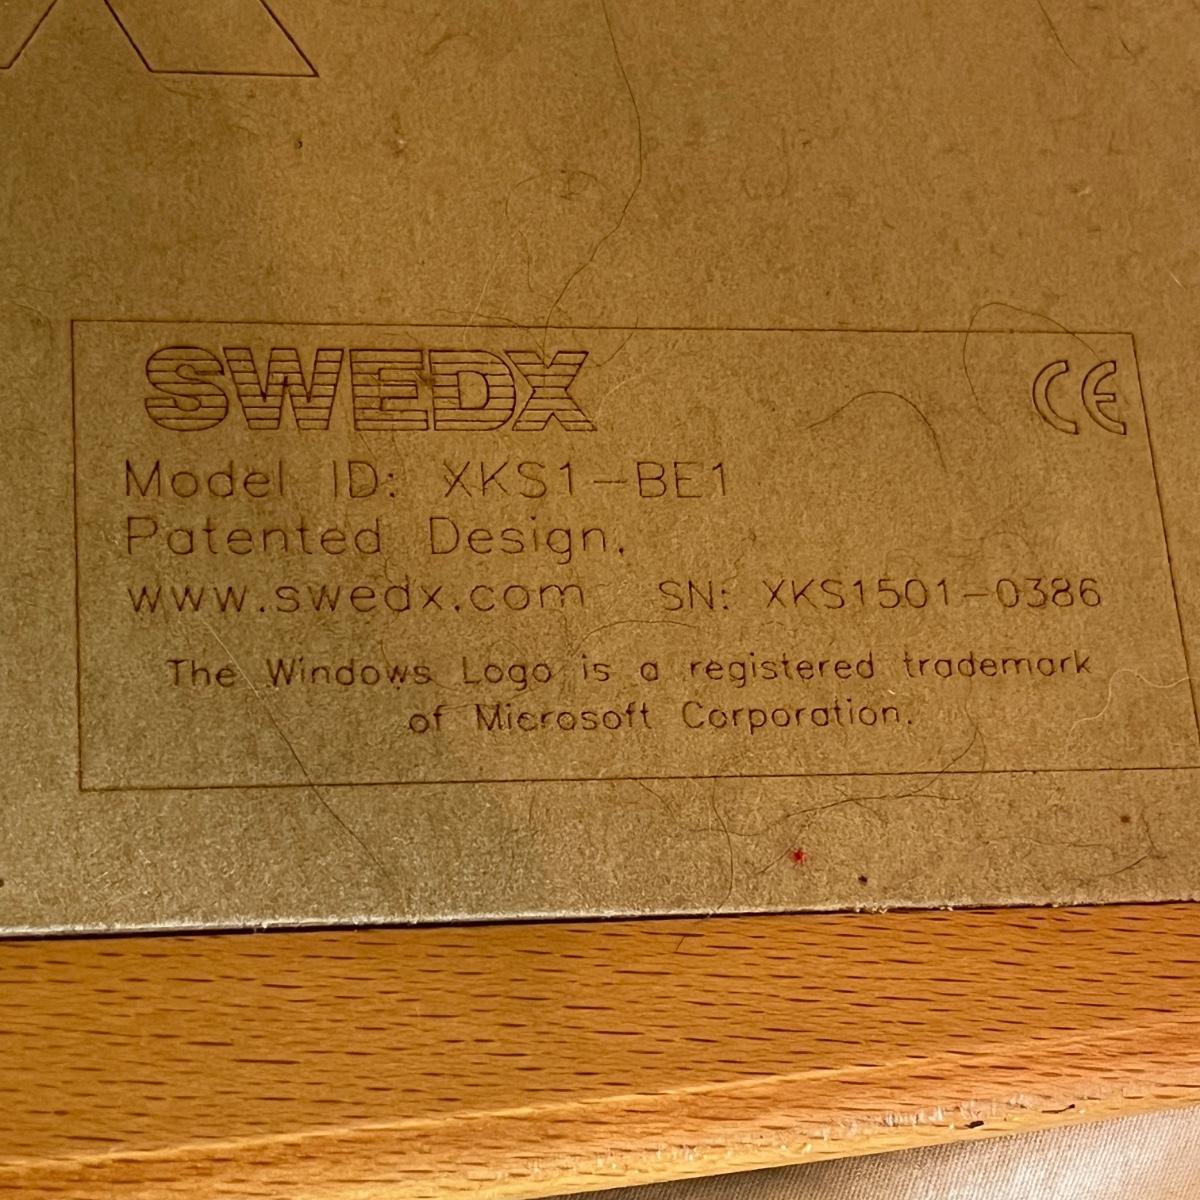 SWEDX
CE
Model ID: XKS1-BE1
Patented Design.
www.swedx.com SN: XKS1501-0386
The Windows Logo is a registered trademark
of Microsoft Corporation.